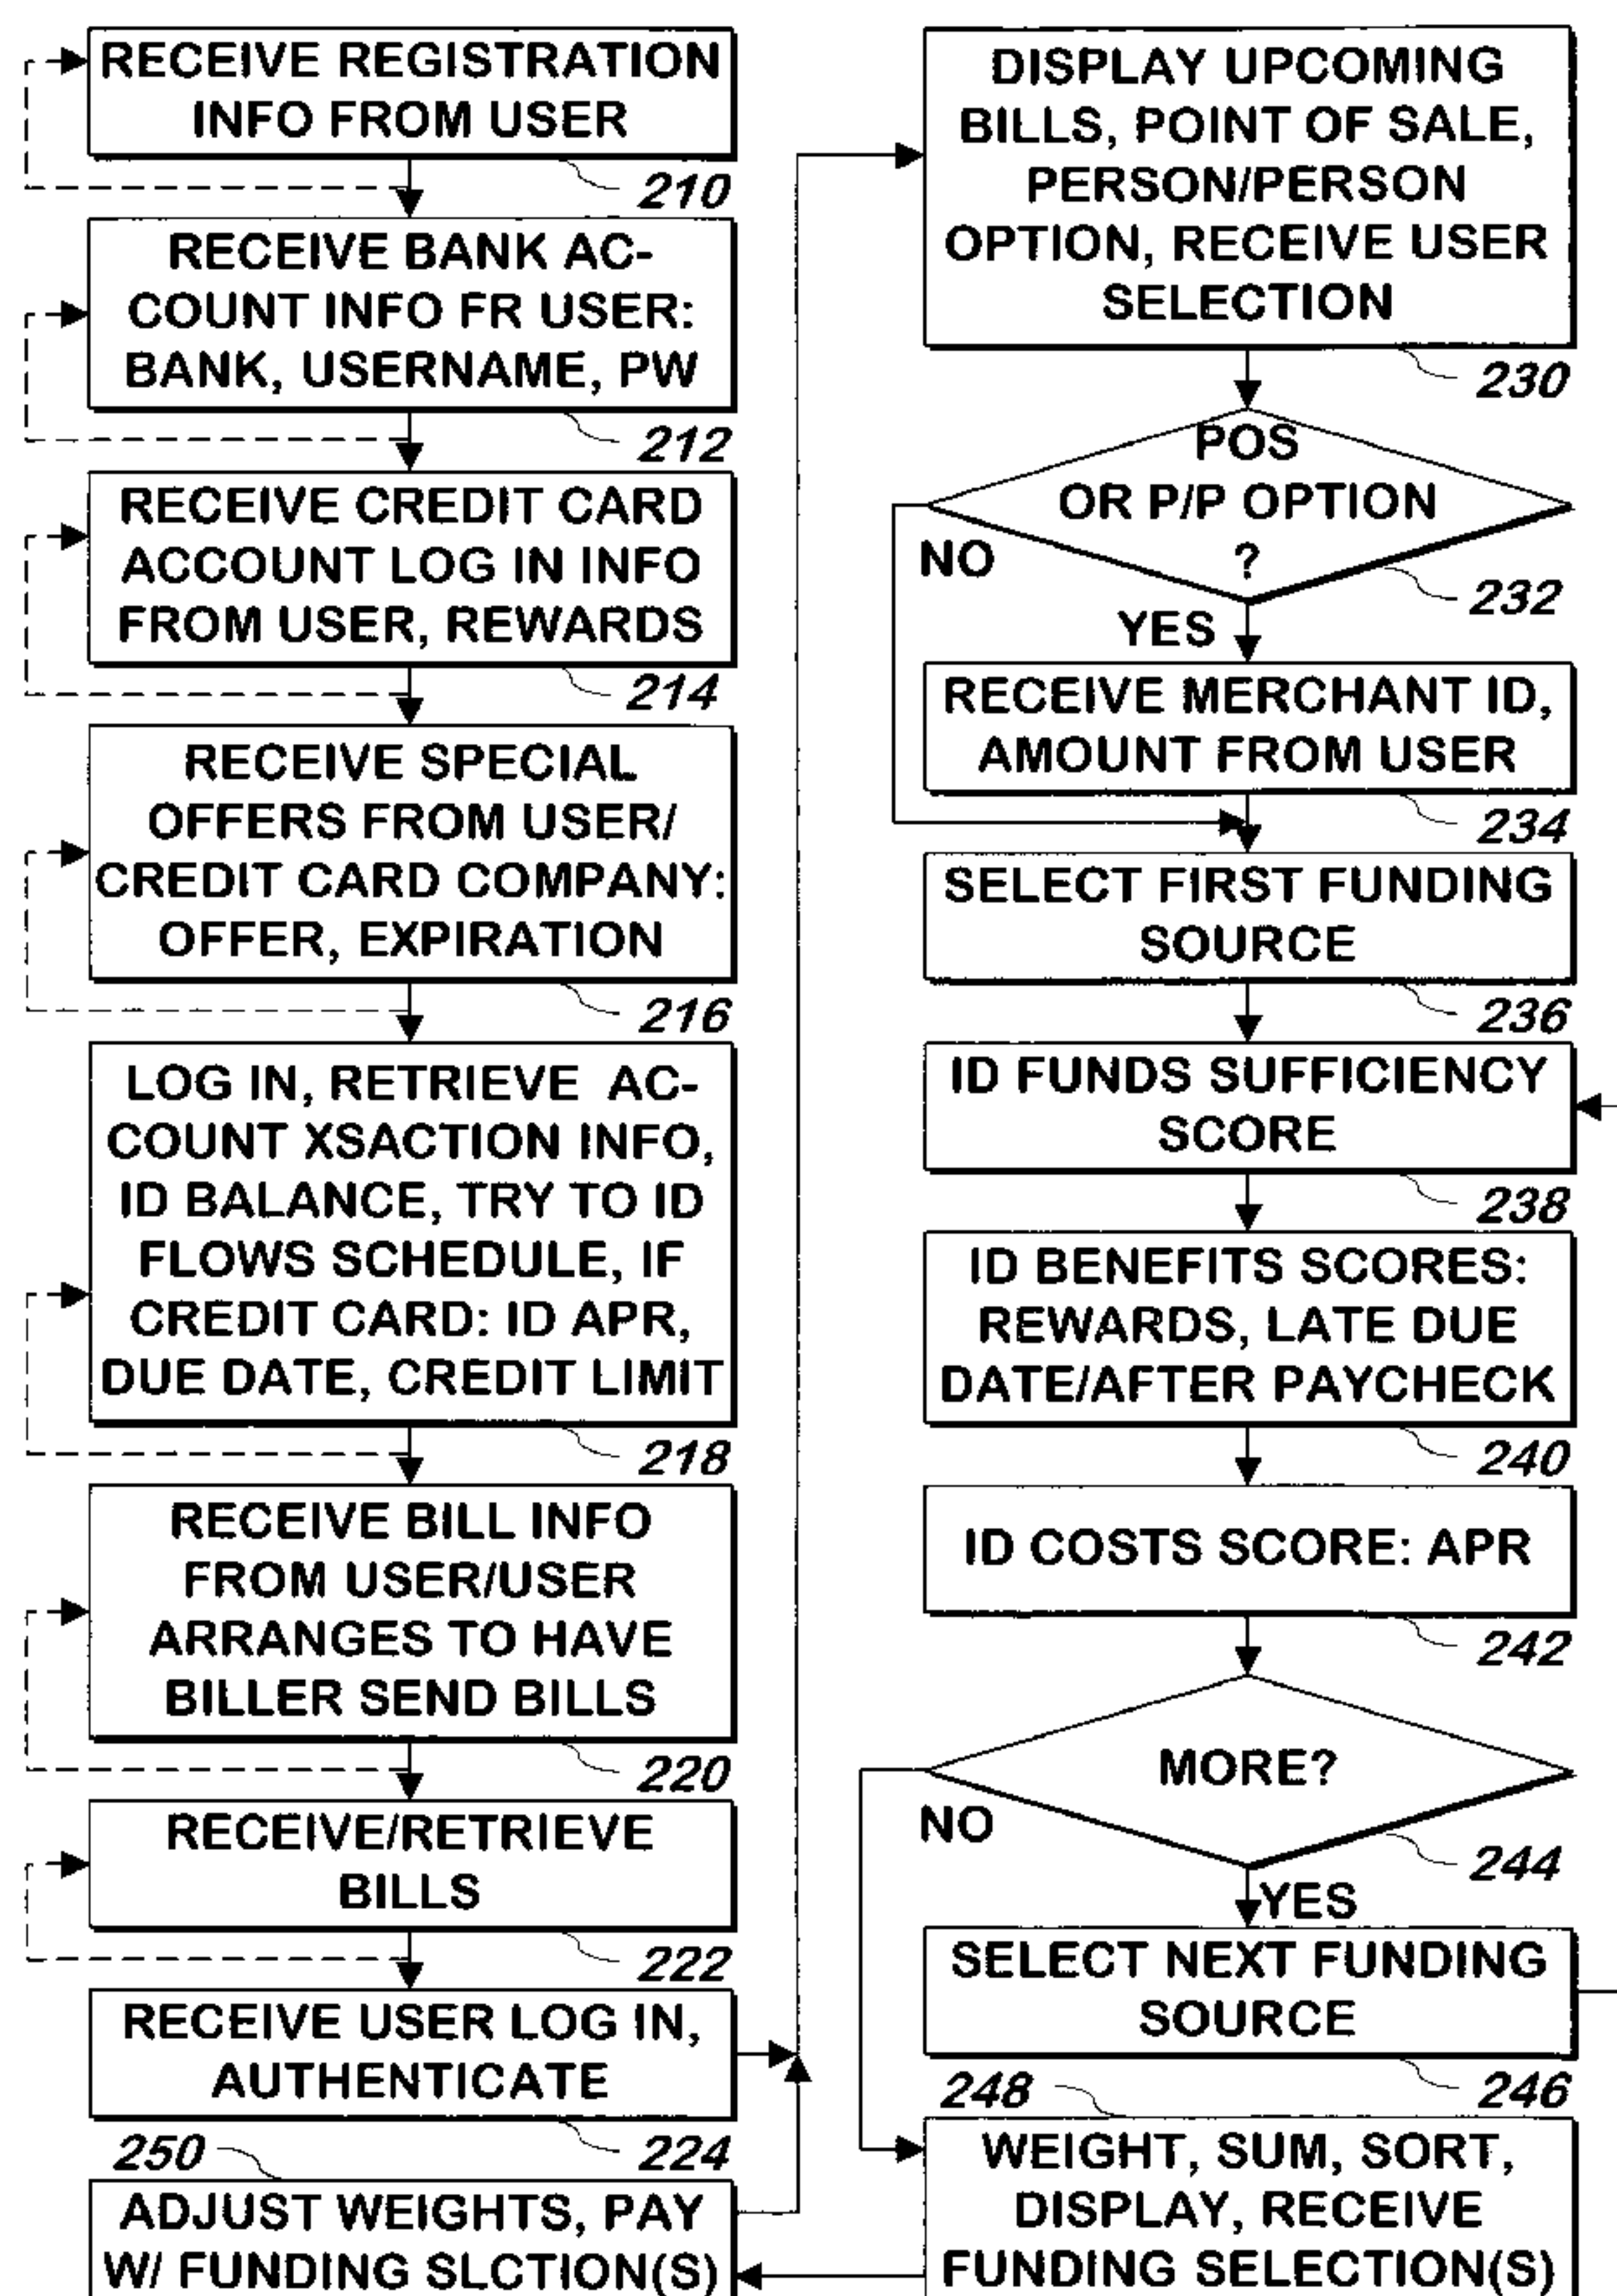 RECEIVE REGISTRATION
INFO FROM USER
210
RECEIVE BANK AC-
COUNT INFO FR USER:
BANK, USERNAME, PW
212
RECEIVE CREDIT CARD
ACCOUNT LOG IN INFO
FROM USER, REWARDS
214
RECEIVE SPECIAL
OFFERS FROM USER/
CREDIT CARD COMPANY:
OFFER, EXPIRATION
216
LOG IN, RETRIEVE AC-
COUNT XSACTION INFO,
ID BALANCE, TRY TO ID
FLOWS SCHEDULE, IF
CREDIT CARD: ID APR,
DUE DATE, CREDIT LIMIT
218
RECEIVE BILL INFO
FROM USER/USER
ARRANGES TO HAVE
BILLER SEND BILLS
220
RECEIVE/RETRIEVE
BILLS
222
RECEIVE USER LOG IN,
AUTHENTICATE
224
DISPLAY UPCOMING
BILLS, POINT OF SALE,
PERSON/PERSON
OPTION, RECEIVE USER
SELECTION
230
POS
OR P/P OPTION
?
NO
232
YES
RECEIVE MERCHANT ID,
AMOUNT FROM USER
234
SELECT FIRST FUNDING
SOURCE
236
ID FUNDS SUFFICIENCY
SCORE
238
ID BENEFITS SCORES:
REWARDS, LATE DUE
DATE/AFTER PAYCHECK
240
ID COSTS SCORE: APR
242
MORE?
NO
244
YES
SELECT NEXT FUNDING
SOURCE
246
248
WEIGHT, SUM, SORT,
DISPLAY, RECEIVE
FUNDING SELECTION(S)
250
ADJUST WEIGHTS, PAY
W/ FUNDING SLCTION(S)